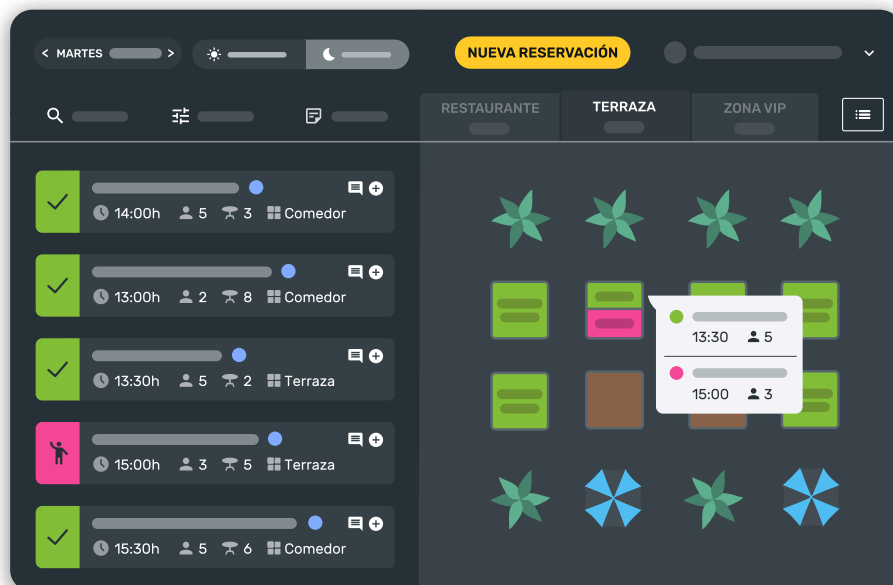 < MARTES >
NUEVA RESERVACIÓN
RESTAURANTE
TERRAZA
ZONA VIP
14:00h 5 3 Comedor
13:00h 2 8 Comedor
13:30h 5 2 Terraza
15:00h 3 5 Terraza
15:30h 5 6 Comedor
13:30 5
15:00 3